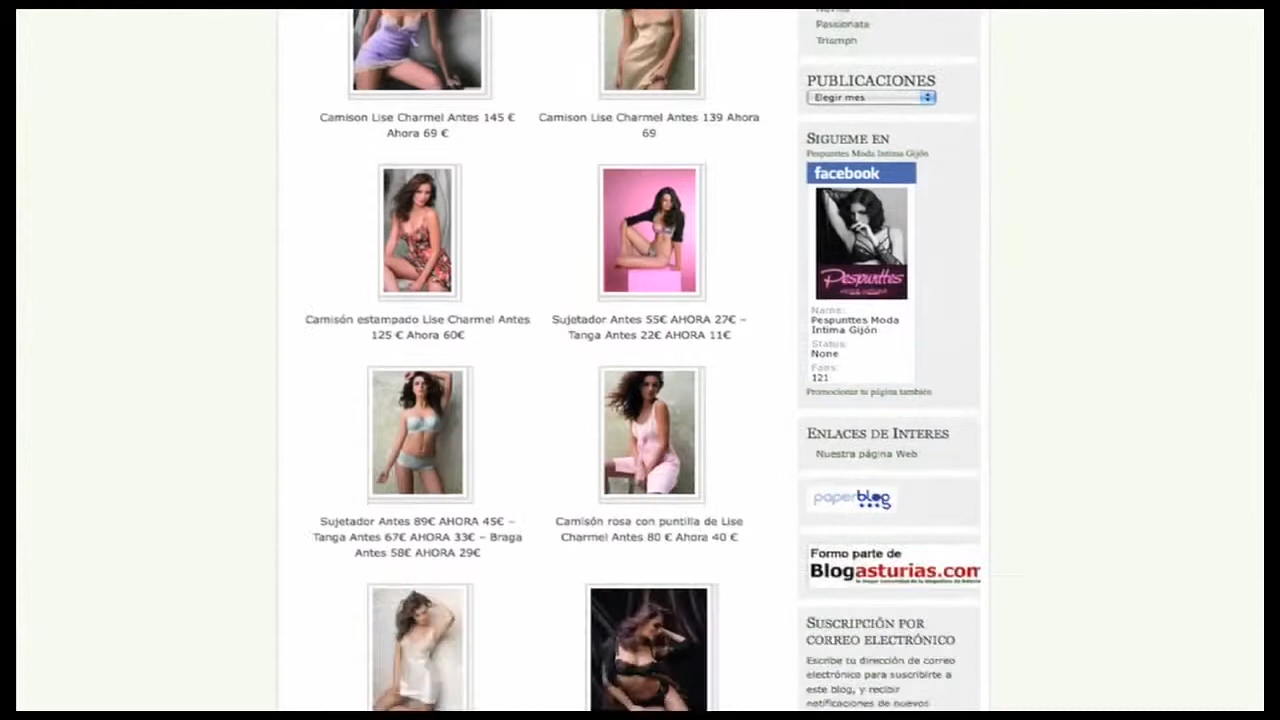 Camison Lise Charmel Antes 145 €
Ahora 69 €
Camison Lise Charmel Antes 139 Ahora
69
Camisón estampado Lise Charmel Antes
125 € Ahora 60€
Sujetador Antes 55€ AHORA 27€ –
Tanga Antes 22€ AHORA 11€
Sujetador Antes 89€ AHORA 45€ –
Tanga Antes 67€ AHORA 33€ – Braga
Antes 58€ AHORA 29€
Camisón rosa con puntilla de Lise
Charmel Antes 80 € Ahora 40 €
Passionata
Triumph
PUBLICACIONES
Elegir mes
SIGUEME EN
Pespunttes Moda Intima Gijón
facebook
Pespunttes
Name:
Pespunttes Moda
Intima Gijón
Status:
None
Fans:
121
Promocionar tu página también
ENLACES DE INTERES
Nuestra página Web
paperblog
Formo parte de
Blogasturias.com
SUSCRIPCIÓN POR
CORREO ELECTRÓNICO
Escribe tu dirección de correo
electrónico para suscribirte a
este blog, y recibir
notificaciones de nuevos